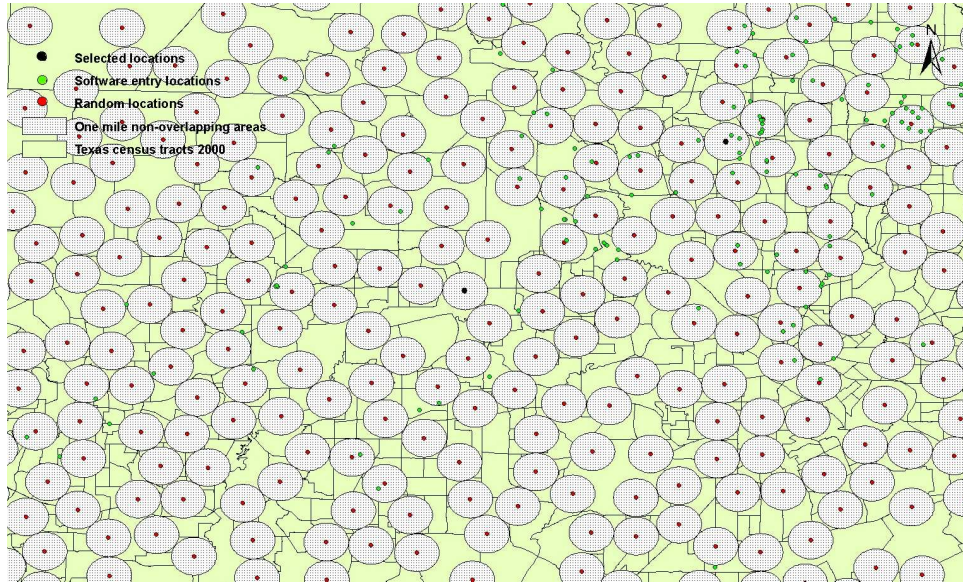 N
Selected locations
Software entry locations
Random locations
One mile non-overlapping areas
Texas census tracts 2000